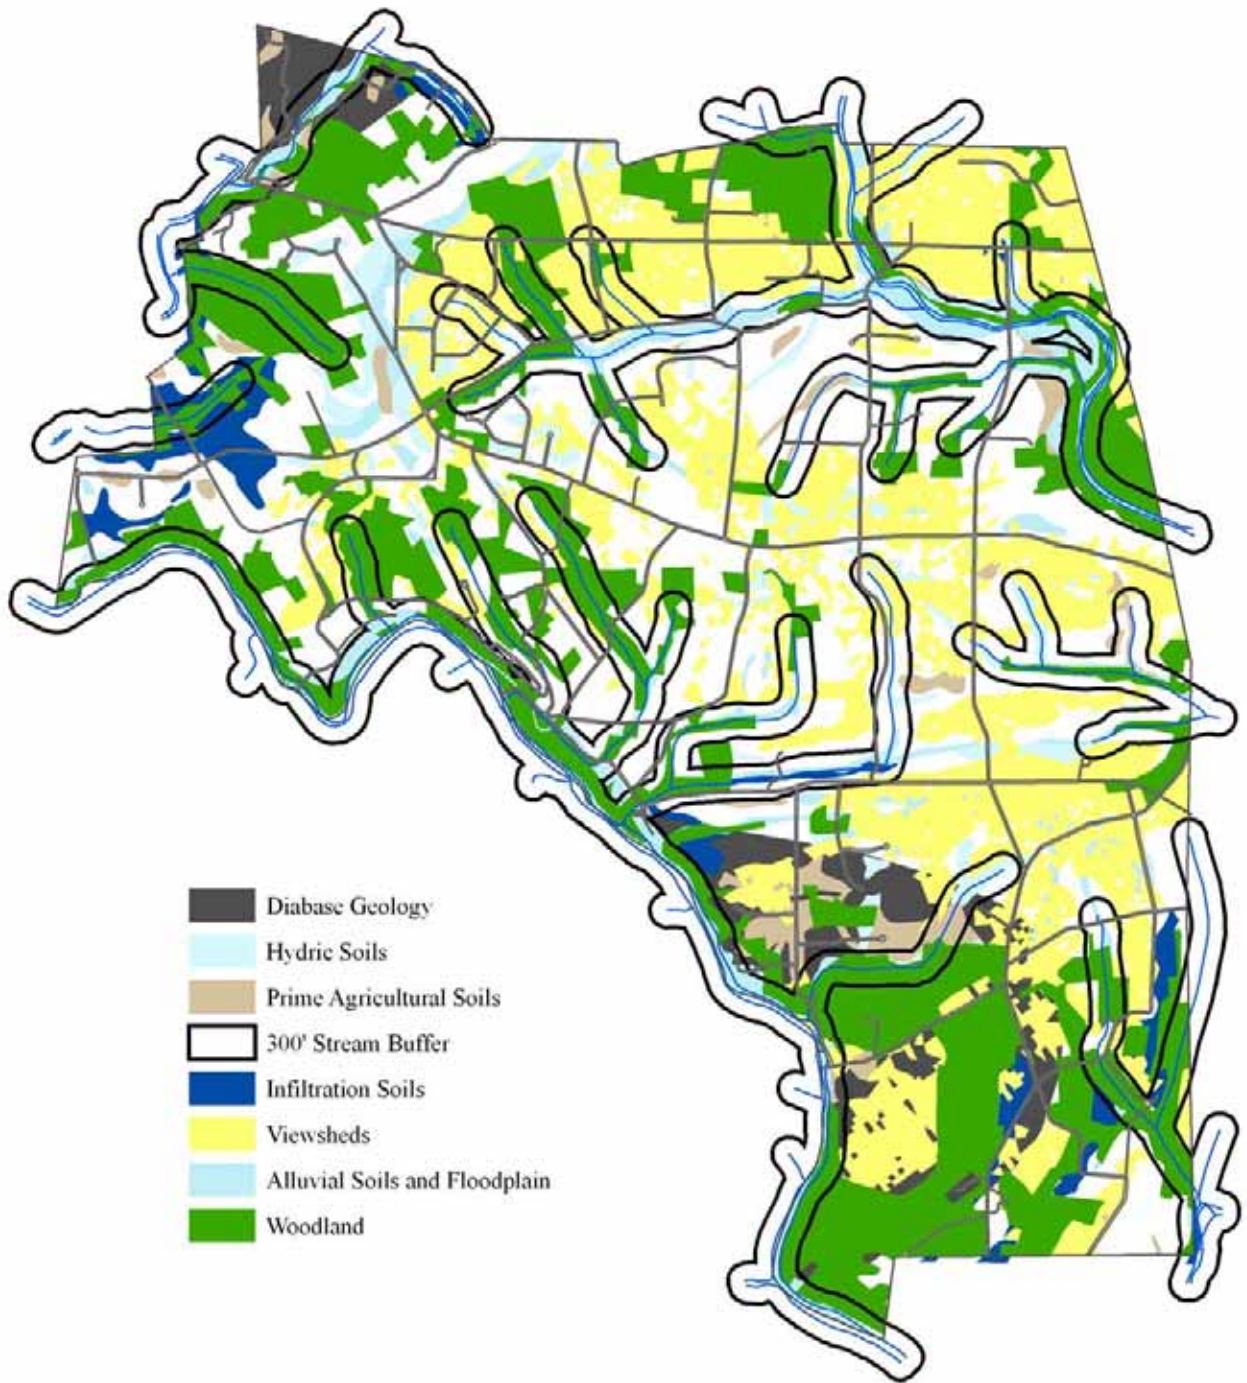 Diabase Geology
Hydric Soils
Prime Agricultural Soils
300' Stream Buffer
Infiltration Soils
Viewsheds
Alluvial Soils and Floodplain
Woodland